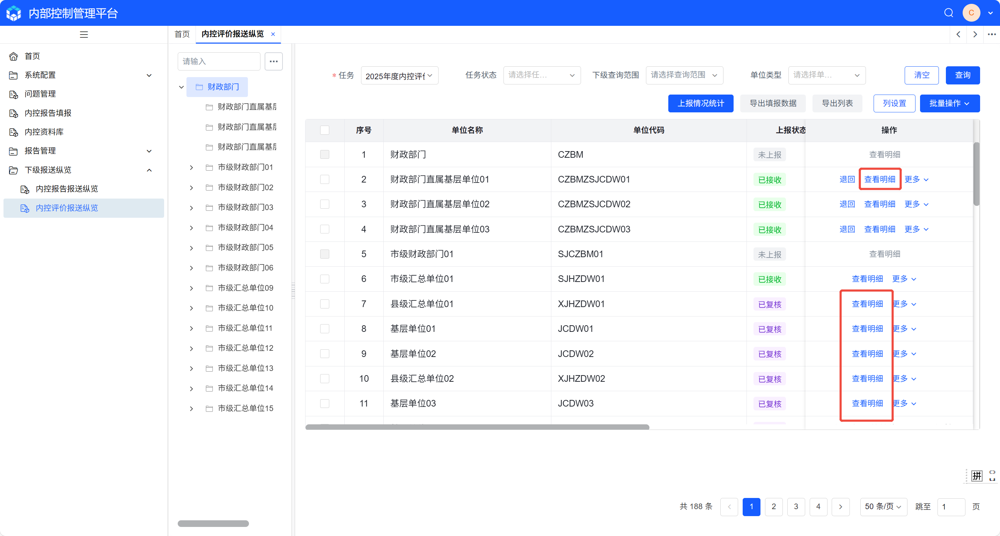 内部控制管理平台
C
首页
内控评价报送纵览
首页
系统配置
问题管理
内控报告填报
内控资料库
报告管理
下级报送纵览
内控报告报送纵览
内控评价报送纵览
请输入
财政部门
财政部门直属基层
财政部门直属基层
财政部门直属基层
市级财政部门01
市级财政部门02
市级财政部门03
市级财政部门04
市级财政部门05
市级财政部门06
市级汇总单位09
市级汇总单位10
市级汇总单位11
市级汇总单位12
市级汇总单位13
市级汇总单位14
市级汇总单位15
* 任务 2025年度内控评价 任务状态 请选择任... 下级查询范围 请选择查询范围 单位类型 请选择单... 清空 查询
上报情况统计 导出填报数据 导出列表 列设置 批量操作
序号 单位名称 单位代码 上报状态 操作
1 财政部门 CZBM 未上报 查看明细
2 财政部门直属基层单位01 CZBMZSJCDW01 已接收 退回 查看明细 更多
3 财政部门直属基层单位02 CZBMZSJCDW02 已接收 退回 查看明细 更多
4 财政部门直属基层单位03 CZBMZSJCDW03 已接收 退回 查看明细 更多
5 市级财政部门01 SJCZBM01 未上报 查看明细
6 市级汇总单位01 SJHZDW01 已接收 查看明细 更多
7 县级汇总单位01 XJHZDW01 已复核 查看明细 更多
8 基层单位01 JCDW01 已复核 查看明细 更多
9 基层单位02 JCDW02 已复核 查看明细 更多
10 县级汇总单位02 XJHZDW02 已复核 查看明细 更多
11 基层单位03 JCDW03 已复核 查看明细 更多
拼
共 188 条 1 2 3 4 50 条/页 跳至 1 页